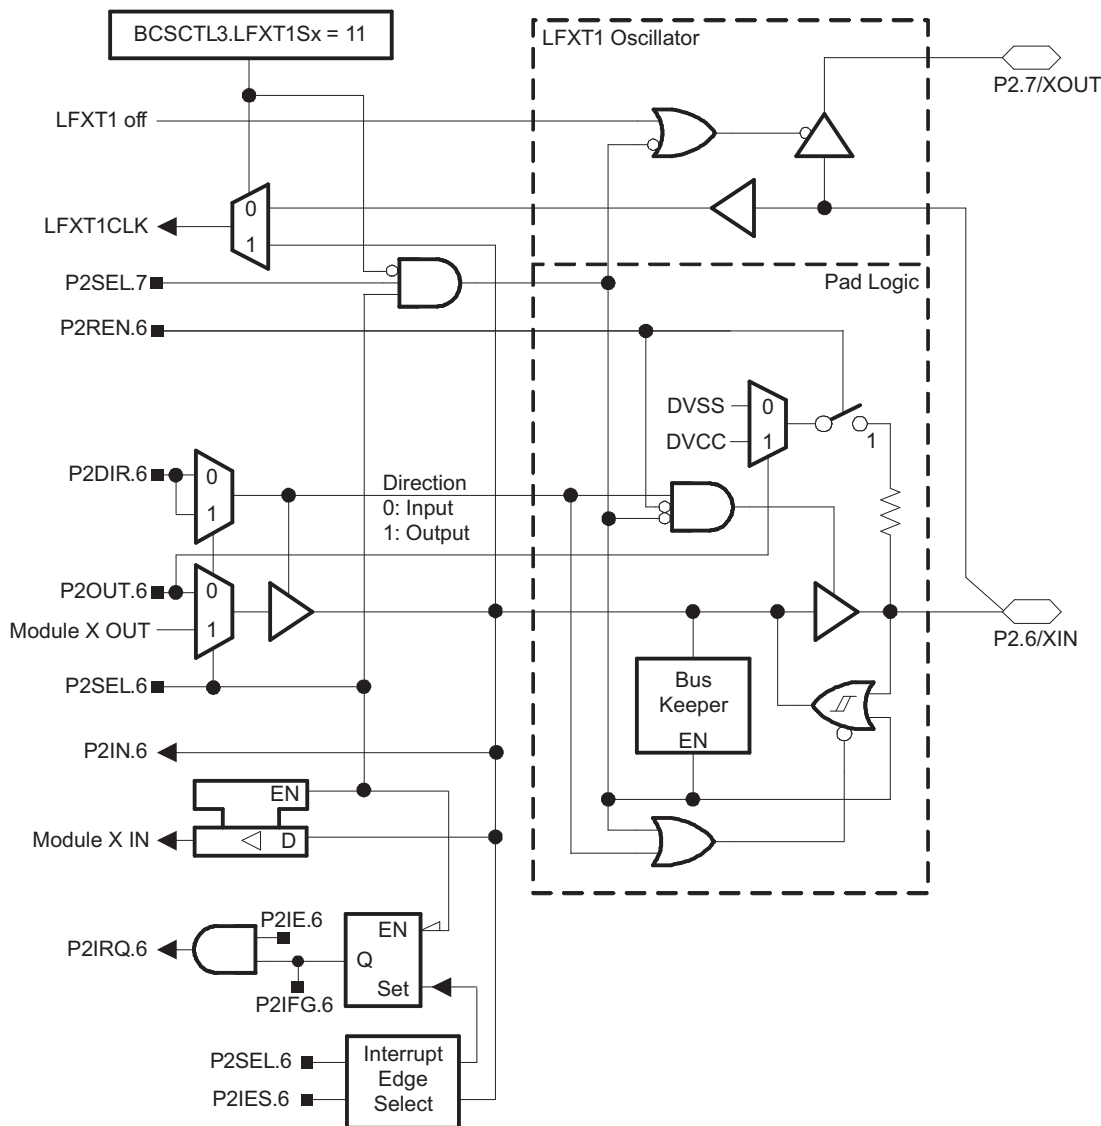 BCSCTL3.LFXT1Sx = 11
LFXT1 Oscillator
P2.7/XOUT
LFXT1 off
0
LFXT1CLK
1
P2SEL.7
Pad Logic
P2REN.6
DVSS
0
DVCC
1
1
P2DIR.6
0
1
Direction
0: Input
1: Output
P2OUT.6
0
Module X OUT
1
P2.6/XIN
P2SEL.6
Bus
Keeper
EN
P2IN.6
EN
Module X IN
D
P2IE.6
EN
P2IRQ.6
Q
Set
P2IFG.6
P2SEL.6
P2IES.6
Interrupt
Edge
Select